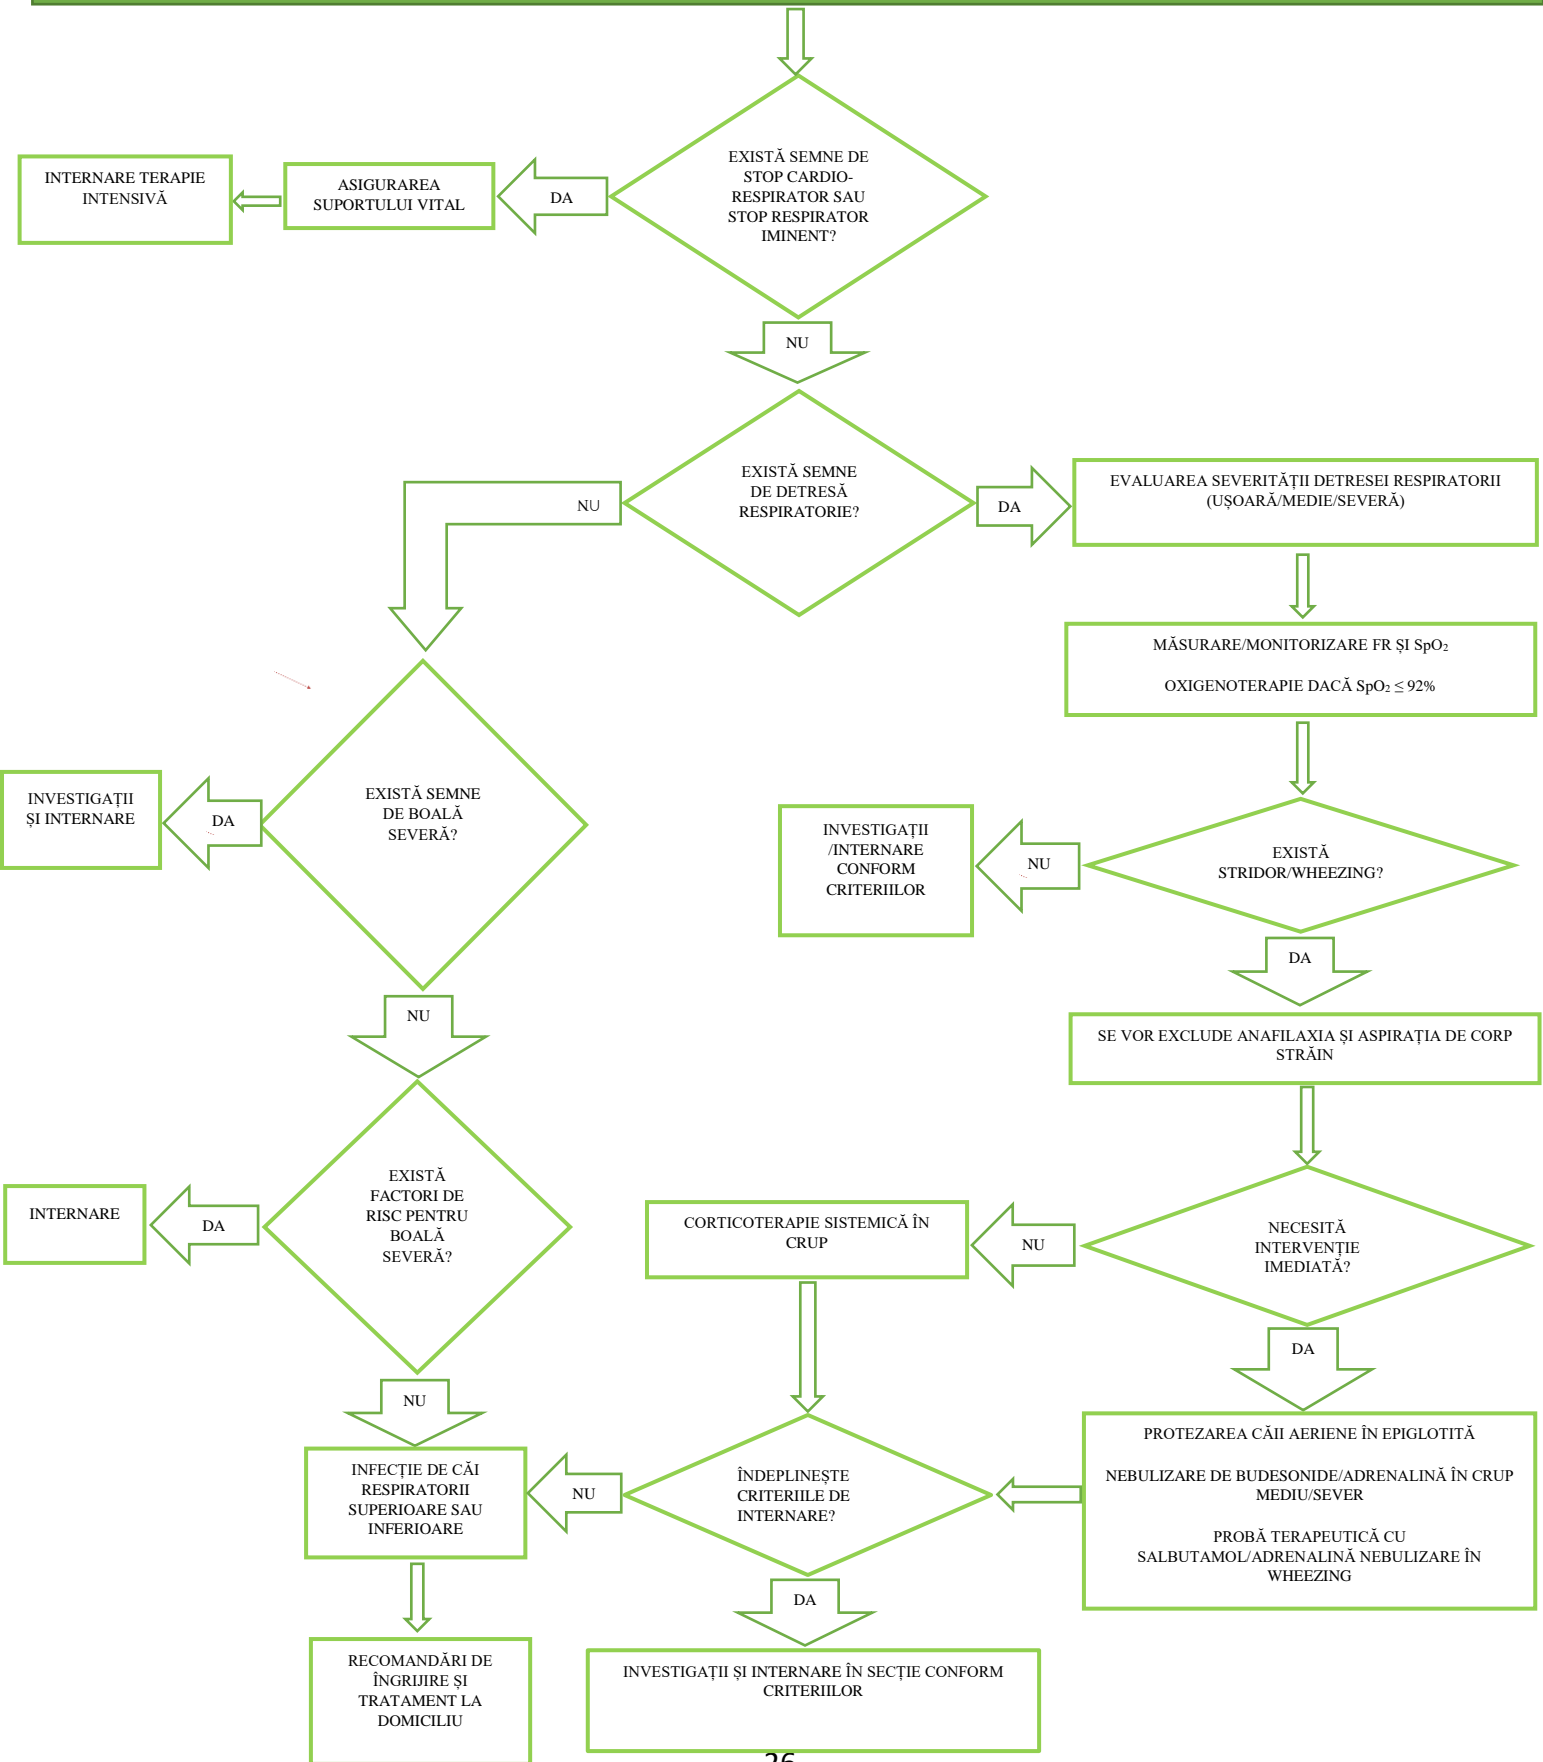 EXISTĂ SEMNE DE
STOP CARDIO-
RESPIRATOR SAU
STOP RESPIRATOR
IMINENT?
DA
ASIGURAREA
SUPORTULUI VITAL
INTERNARE TERAPIE
INTENSIVĂ
NU
EXISTĂ SEMNE
DE DETRESĂ
RESPIRATORIE?
NU
DA
EVALUAREA SEVERITĂȚII DETRESEI RESPIRATORII
(UȘOARĂ/MEDIE/SEVERĂ)
MĂSURARE/MONITORIZARE FR ȘI SpO₂
OXIGENOTERAPIE DACĂ SpO₂ ≤ 92%
EXISTĂ SEMNE
DE BOALĂ
SEVERĂ?
DA
INVESTIGAȚII
ȘI INTERNARE
EXISTĂ
STRIDOR/WHEEZING?
NU
INVESTIGAȚII
/INTERNARE
CONFORM
CRITERIILOR
DA
NU
SE VOR EXCLUDE ANAFILAXIA ȘI ASPIRAȚIA DE CORP
STRĂIN
EXISTĂ
FACTORI DE
RISC PENTRU
BOALĂ
SEVERĂ?
DA
INTERNARE
NECESITĂ
INTERVENȚIE
IMEDIATĂ?
NU
CORTICOTERAPIE SISTEMICĂ ÎN
CRUP
DA
NU
PROTEZAREA CĂII AERIENE ÎN EPIGLOTITĂ
NEBULIZARE DE BUDESONIDE/ADRENALINĂ ÎN CRUP
MEDIU/SEVER
PROBĂ TERAPEUTICĂ CU
SALBUTAMOL/ADRENALINĂ NEBULIZARE ÎN
WHEEZING
ÎNDEPLINEȘTE
CRITERIILE DE
INTERNARE?
NU
INFECȚIE DE CĂI
RESPIRATORII
SUPERIOARE SAU
INFERIOARE
DA
RECOMANDĂRI DE
ÎNGRIJIRE ȘI
TRATAMENT LA
DOMICILIU
INVESTIGAȚII ȘI INTERNARE ÎN SECȚIE CONFORM
CRITERIILOR
26